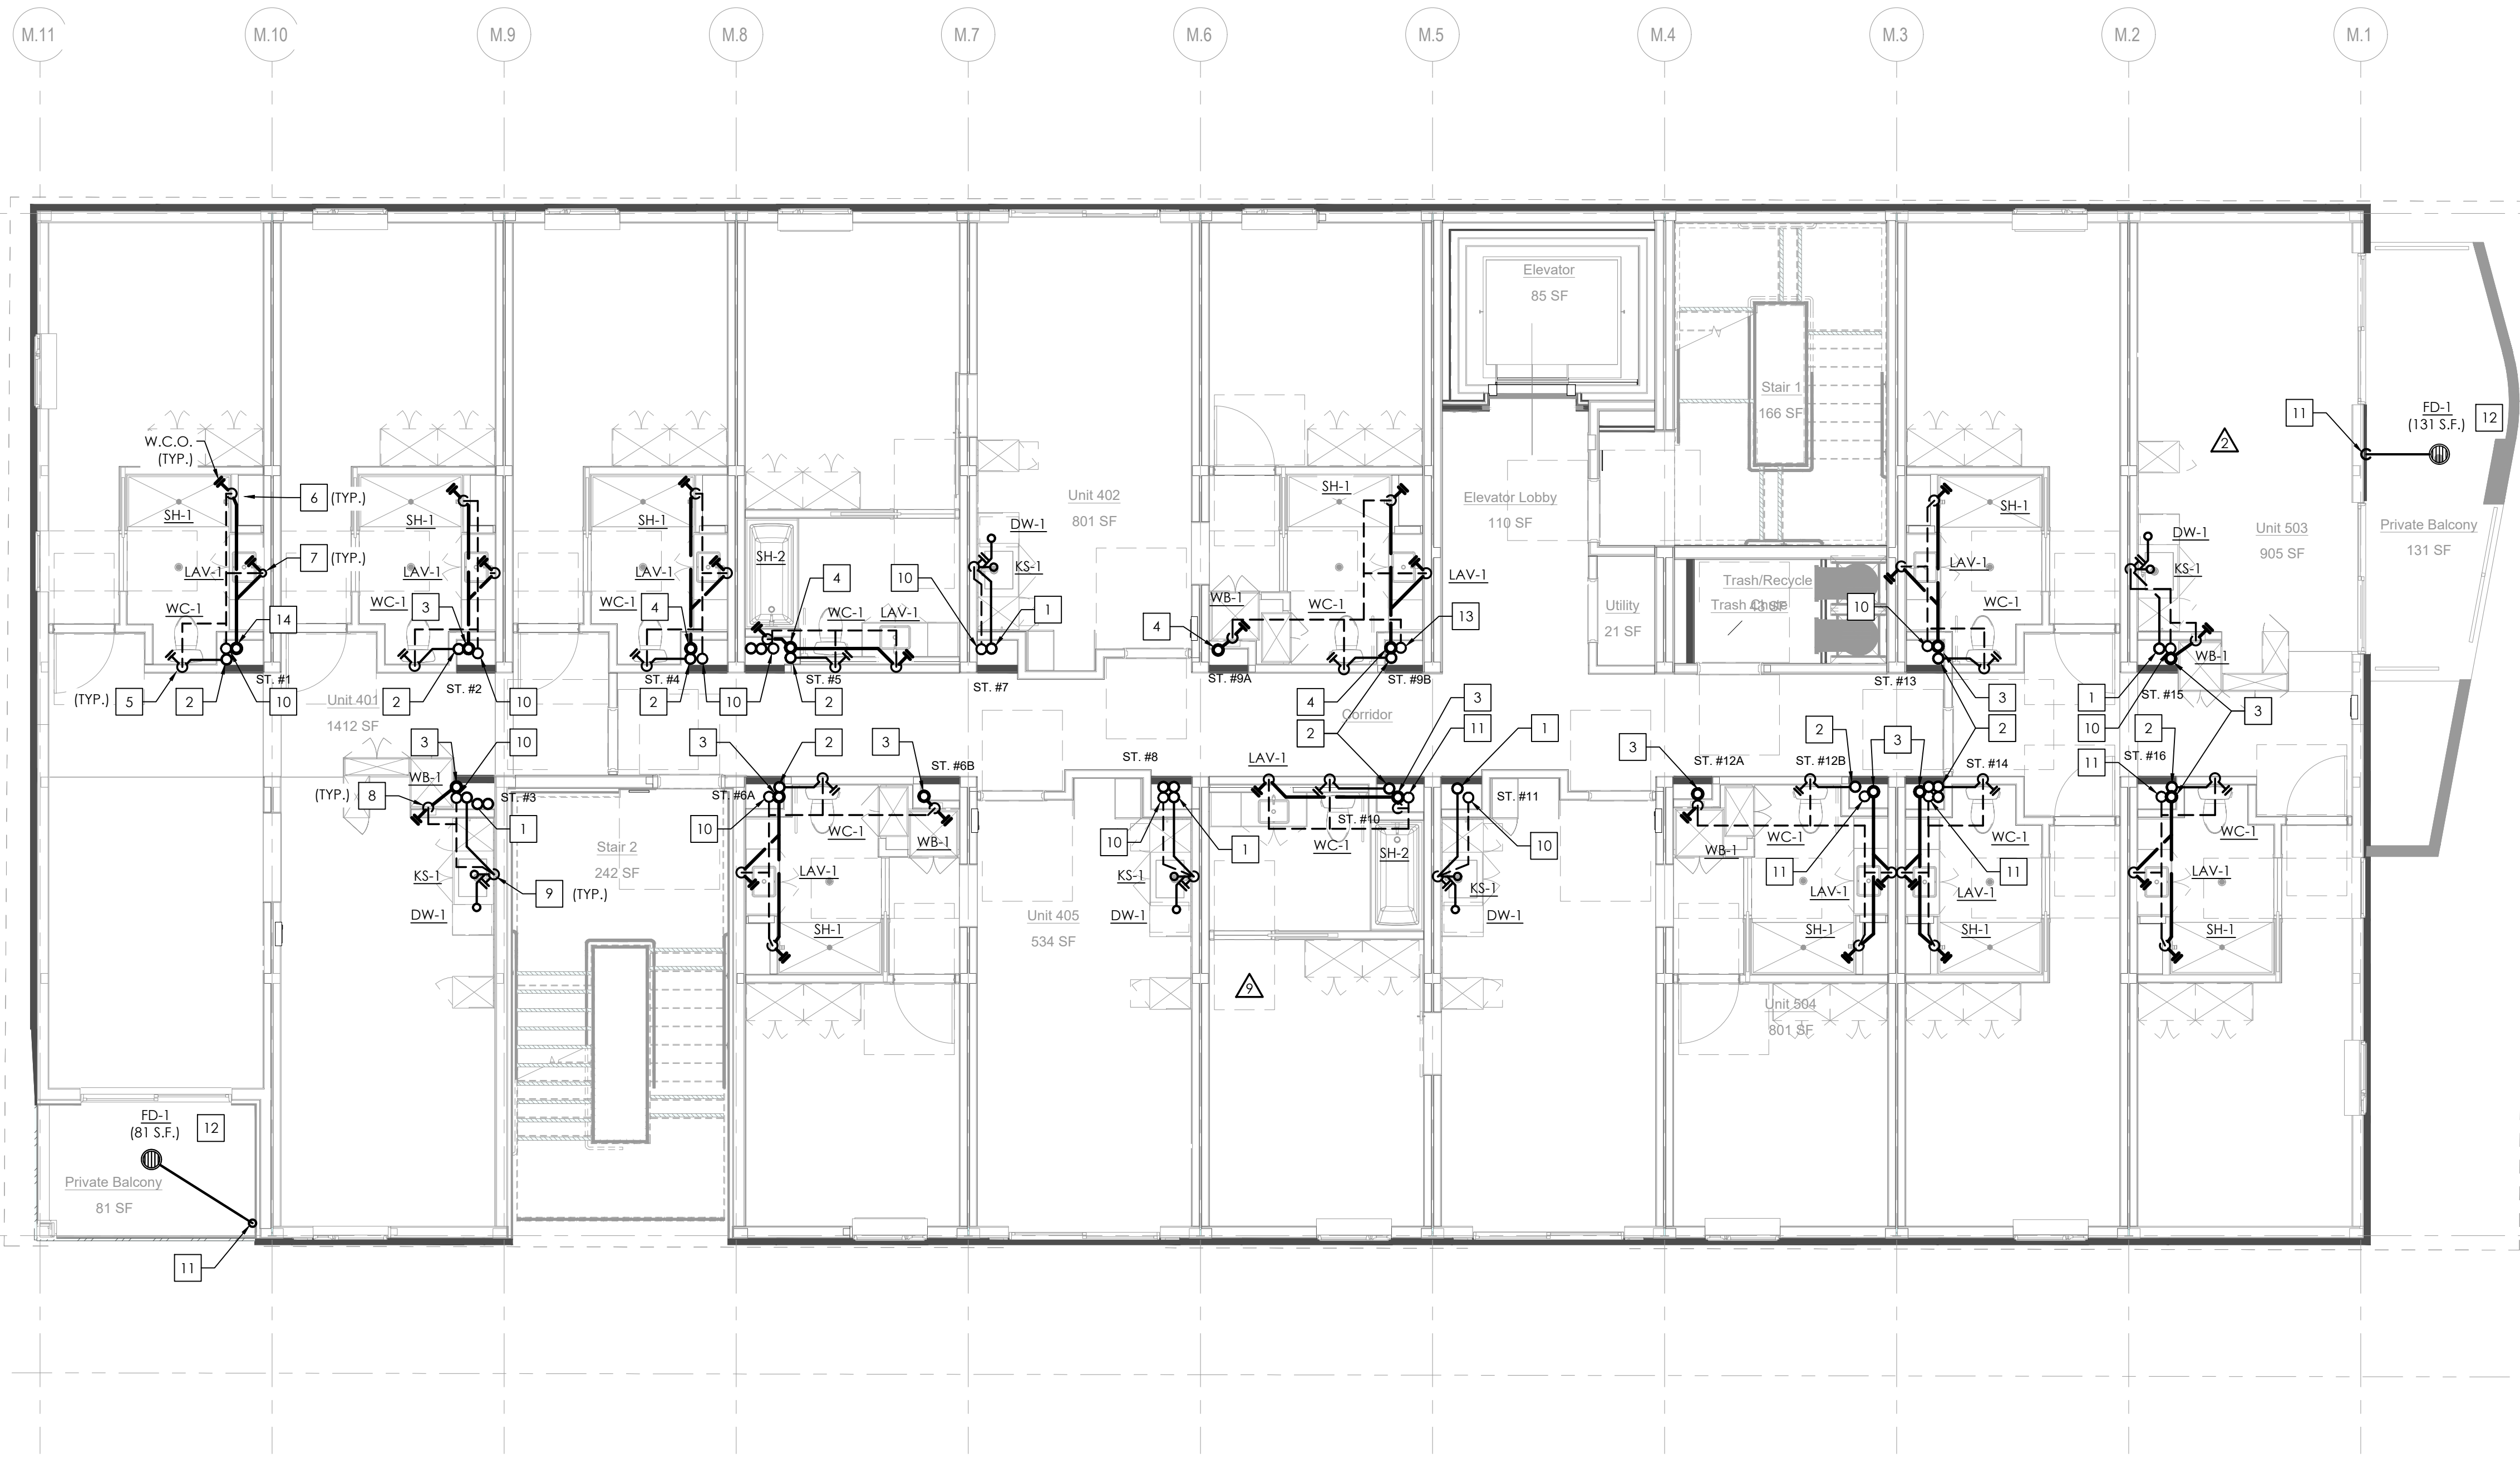 M.11
M.10
M.9
M.8
M.7
M.6
M.5
M.4
M.3
M.2
M.1
Elevator
85 SF
Stair 1
166 SF
11
FD-1
(131 S.F.)
12
2
W.C.O.
(TYP.)
6 (TYP.)
SH-1
SH-1
SH-1
SH-1
SH-1
Unit 402
801 SF
Elevator Lobby
110 SF
Unit 503
905 SF
Private Balcony
131 SF
7 (TYP.)
LAV-1
LAV-1
LAV-1
SH-2
4
10
DW-1
KS-1
LAV-1
LAV-1
DW-1
KS-1
WC-1
14
WC-1
3
WC-1
4
WC-1
LAV-1
1
4
WB-1
WC-1
13
Utility
21 SF
Trash/Recycle
Trash Chute
10
WC-1
WB-1
ST. #1
ST. #2
ST. #4
ST. #5
ST. #7
ST. #9A
ST. #9B
ST. #13
3
ST. #15
(TYP.) 5
2
10
Unit 401
1412 SF
2
10
2
10
2
4
3
Corridor
2
11
1
2
1
10
3
3
10
3
2
3
ST. #6B
ST. #8
LAV-1
3
ST. #12A
2
ST. #12B
3
ST. #14
11
2
ST. #16
WB-1
(TYP.) 8
ST. #3
1
ST. #6A
10
WC-1
WB-1
10
1
ST. #10
WC-1
SH-2
ST. #11
10
WB-1
WC-1
11
WC-1
11
WC-1
Stair 2
242 SF
KS-1
9 (TYP.)
DW-1
LAV-1
SH-1
Unit 405
534 SF
KS-1
DW-1
KS-1
DW-1
LAV-1
SH-1
LAV-1
SH-1
LAV-1
SH-1
9
Unit 504
801 SF
FD-1
(81 S.F.)
12
Private Balcony
81 SF
11